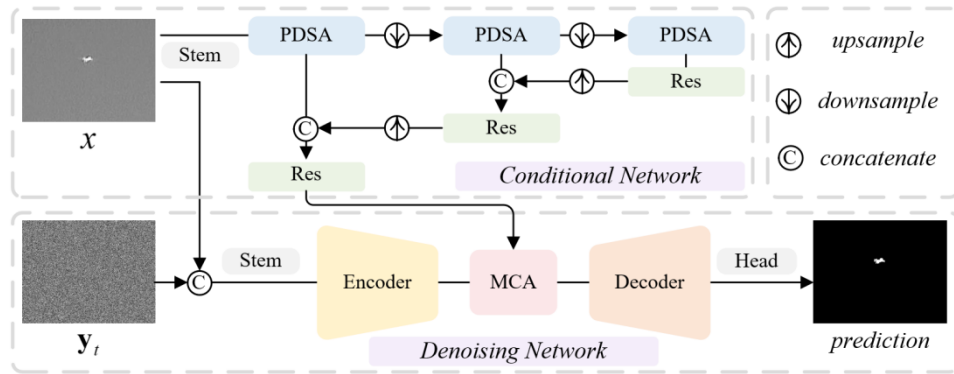 Stem
PDSA
PDSA
PDSA
upsample
C
Res
downsample
x
C
Res
C
concatenate
Res
Conditional Network
Stem
Head
C
Encoder
MCA
Decoder
y_t
Denoising Network
prediction